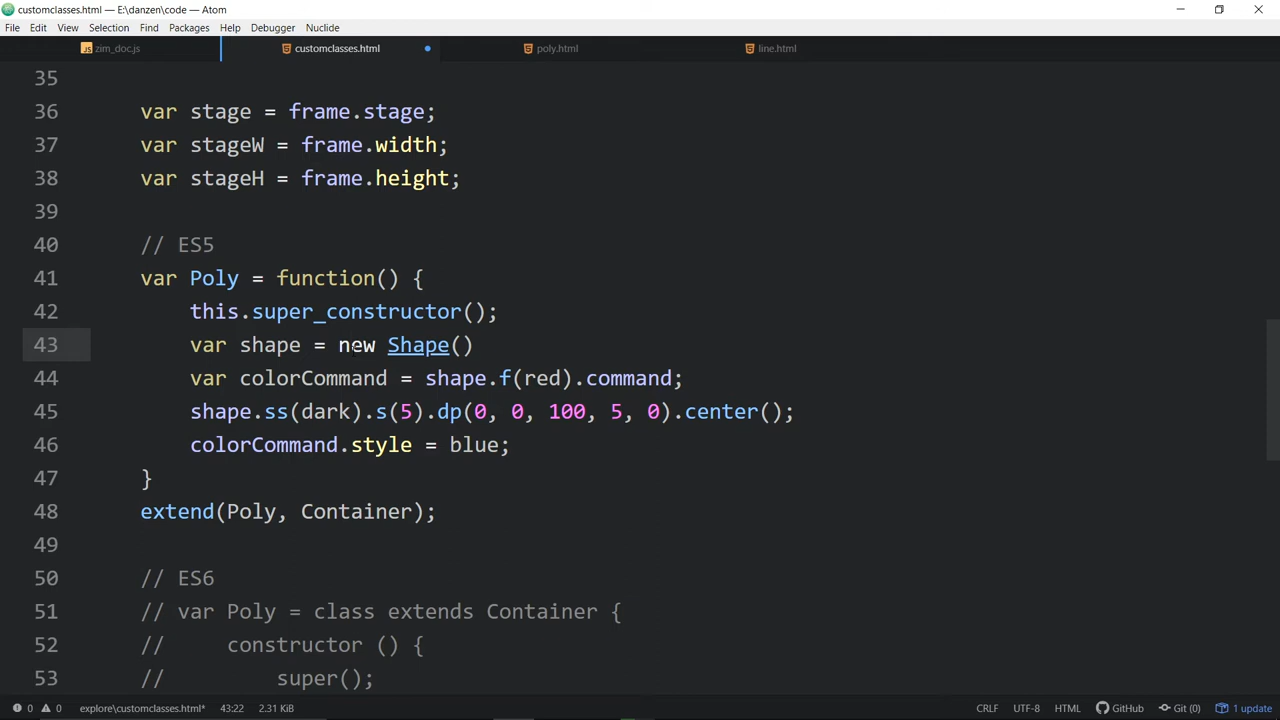 customclasses.html — E:\danzen\code — Atom
File Edit View Selection Find Packages Help Debugger Nuclide
zim_doc.js customclasses.html poly.html line.html
35
36 var stage = frame.stage;
37 var stageW = frame.width;
38 var stageH = frame.height;
39
40 // ES5
41 var Poly = function() {
42 this.super_constructor();
43 var shape = new Shape()
44 var colorCommand = shape.f(red).command;
45 shape.ss(dark).s(5).dp(0, 0, 100, 5, 0).center();
46 colorCommand.style = blue;
47 }
48 extend(Poly, Container);
49
50 // ES6
51 // var Poly = class extends Container {
52 // constructor () {
53 // super();
0 0 explore\customclasses.html* 43:22 2.31 KiB CRLF UTF-8 HTML GitHub Git (0) 1 update